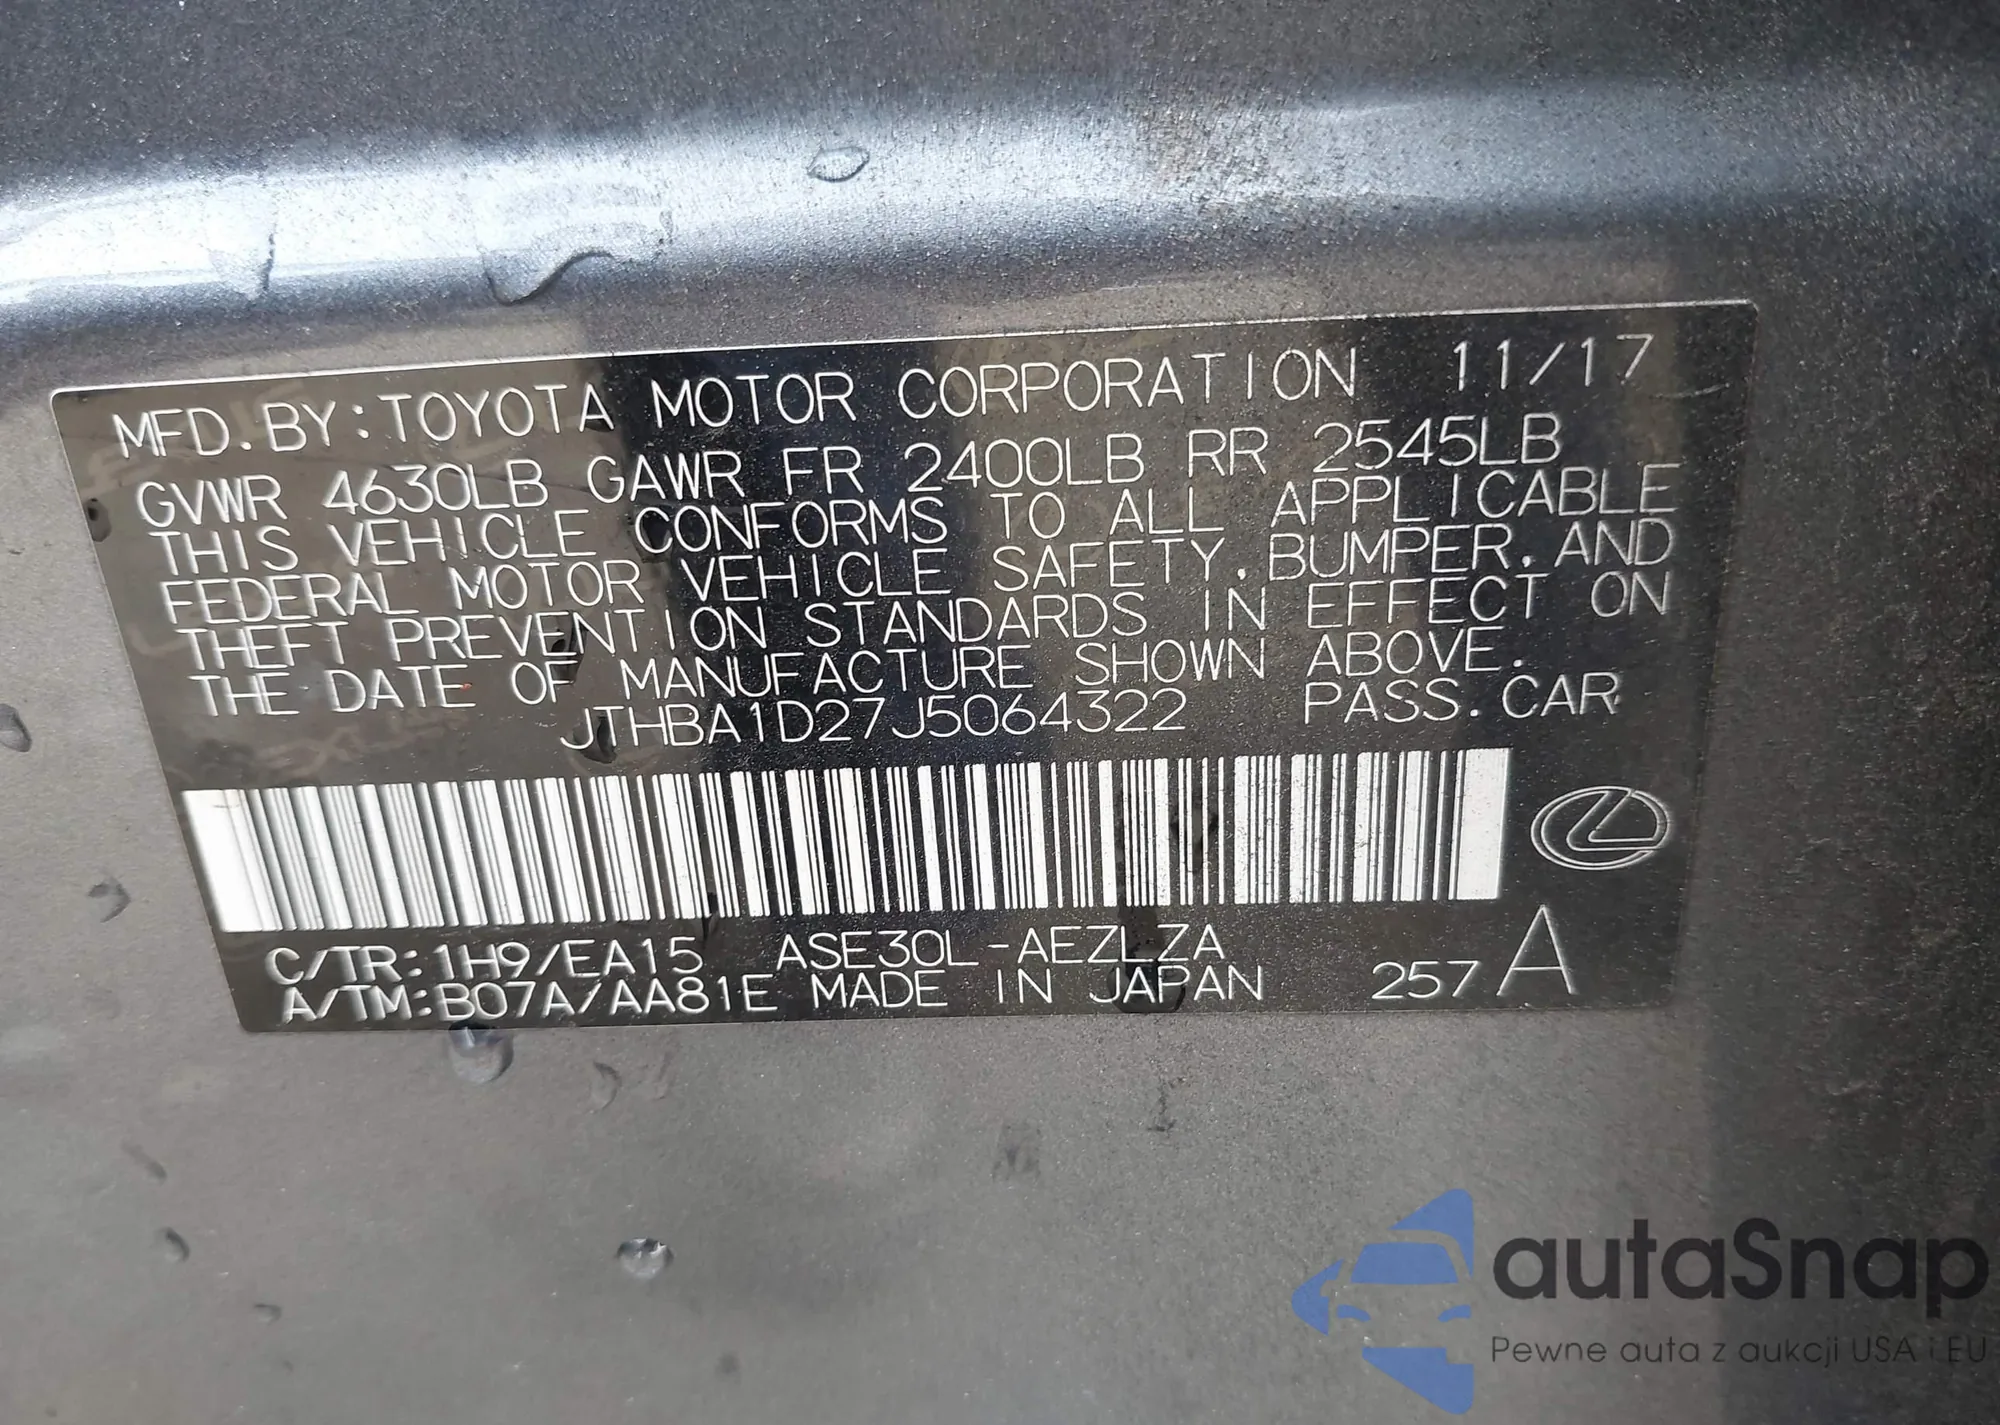 MFD. BY: TOYOTA MOTOR CORPORATION 11/17
GVWR 4630LB GAWR FR 2400LB RR 2545LB
THIS VEHICLE CONFORMS TO ALL APPLICABLE
FEDERAL MOTOR VEHICLE SAFETY, BUMPER, AND
THEFT PREVENTION STANDARDS IN EFFECT ON
THE DATE OF MANUFACTURE SHOWN ABOVE.
JTHBA1D27J5064322 PASS. CAR
C/TR: 1H9/EA15 ASE30L-AEZLZA
A/TM: B07A/AA81E MADE IN JAPAN 257 A
autaSnap
Pewne auta z aukcji USA i EU